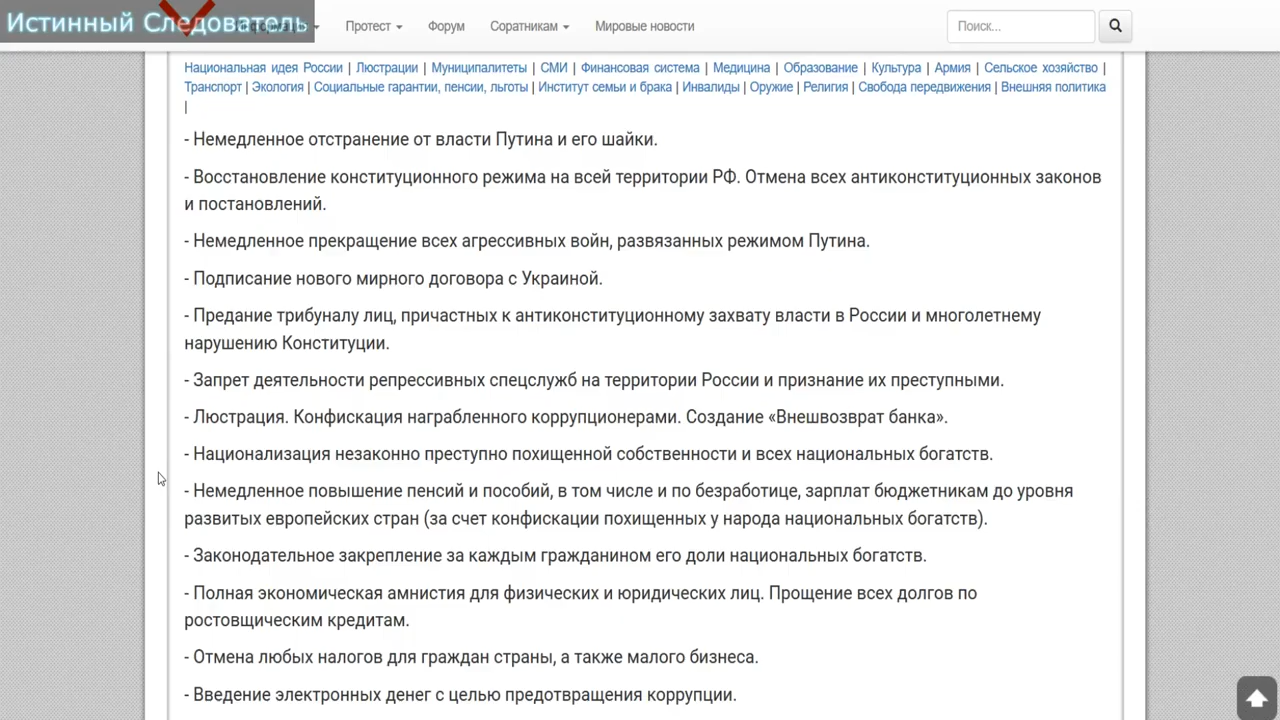 Истинный Следователь
Протест
Форум
Соратникам
Мировые новости
Поиск...
Национальная идея России | Люстрации | Муниципалитеты | СМИ | Финансовая система | Медицина | Образование | Культура | Армия | Сельское хозяйство |
Транспорт | Экология | Социальные гарантии, пенсии, льготы | Институт семьи и брака | Инвалиды | Оружие | Религия | Свобода передвижения | Внешняя политика
|
- Немедленное отстранение от власти Путина и его шайки.
- Восстановление конституционного режима на всей территории РФ. Отмена всех антиконституционных законов
и постановлений.
- Немедленное прекращение всех агрессивных войн, развязанных режимом Путина.
- Подписание нового мирного договора с Украиной.
- Предание трибуналу лиц, причастных к антиконституционному захвату власти в России и многолетнему
нарушению Конституции.
- Запрет деятельности репрессивных спецслужб на территории России и признание их преступными.
- Люстрация. Конфискация награбленного коррупционерами. Создание «Внешвозврат банка».
- Национализация незаконно преступно похищенной собственности и всех национальных богатств.
- Немедленное повышение пенсий и пособий, в том числе и по безработице, зарплат бюджетникам до уровня
развитых европейских стран (за счет конфискации похищенных у народа национальных богатств).
- Законодательное закрепление за каждым гражданином его доли национальных богатств.
- Полная экономическая амнистия для физических и юридических лиц. Прощение всех долгов по
ростовщическим кредитам.
- Отмена любых налогов для граждан страны, а также малого бизнеса.
- Введение электронных денег с целью предотвращения коррупции.